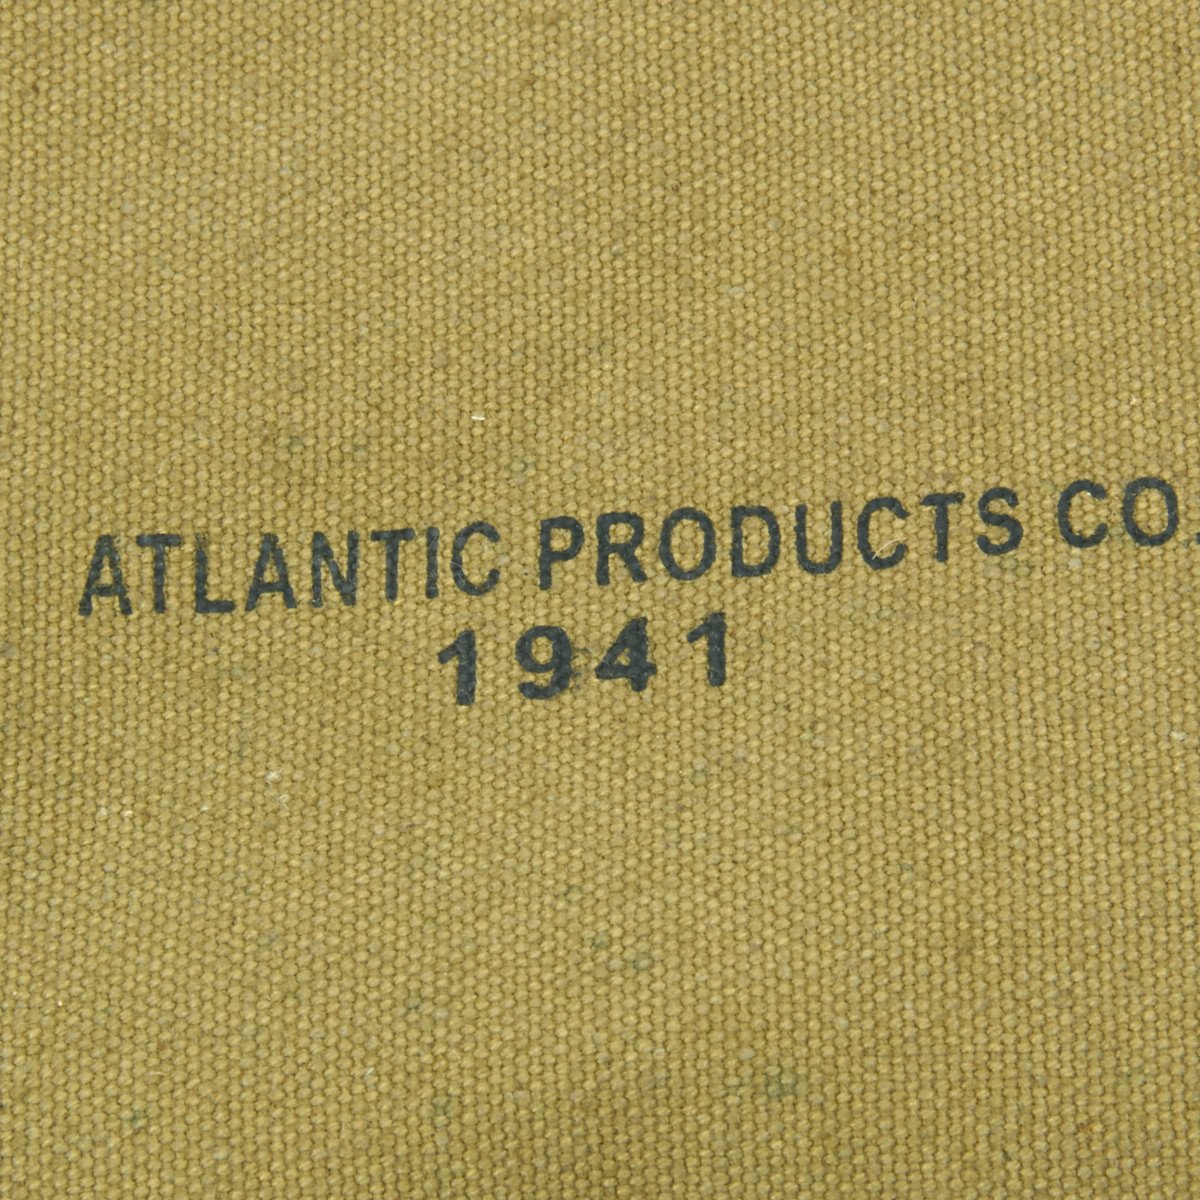 ATLANTIC PRODUCTS CO.
1941